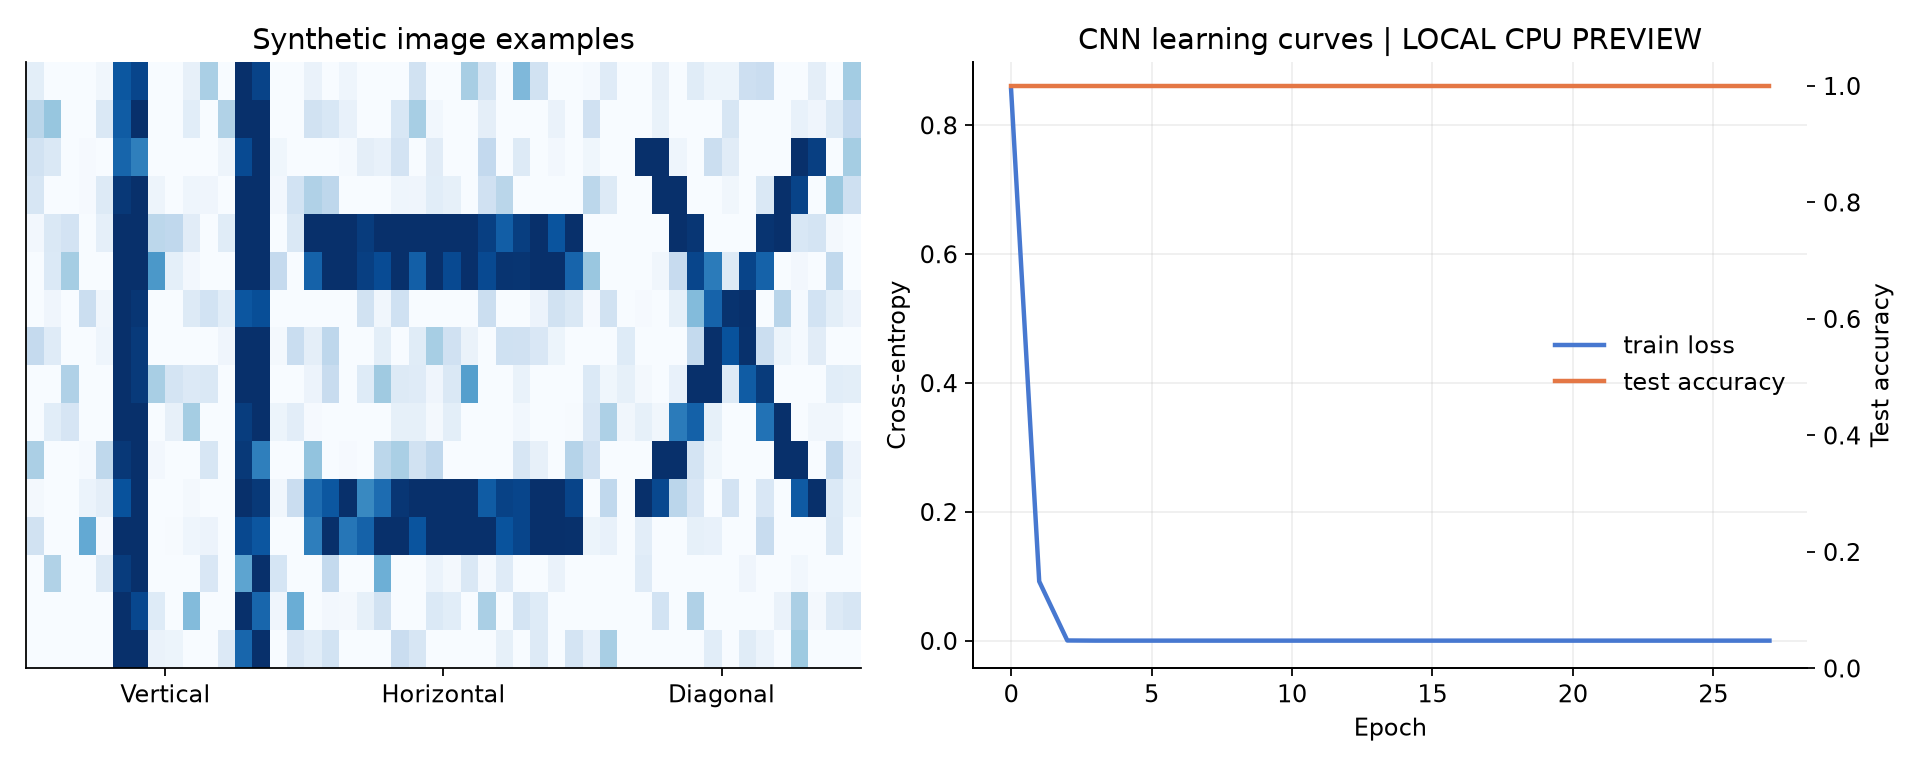 Synthetic image examples
Vertical
Horizontal
Diagonal
CNN learning curves | LOCAL CPU PREVIEW
Cross-entropy
0.8
0.6
0.4
0.2
0.0
train loss
test accuracy
1.0
0.8
0.6
0.4
0.2
0.0
Test accuracy
0 5 10 15 20 25
Epoch